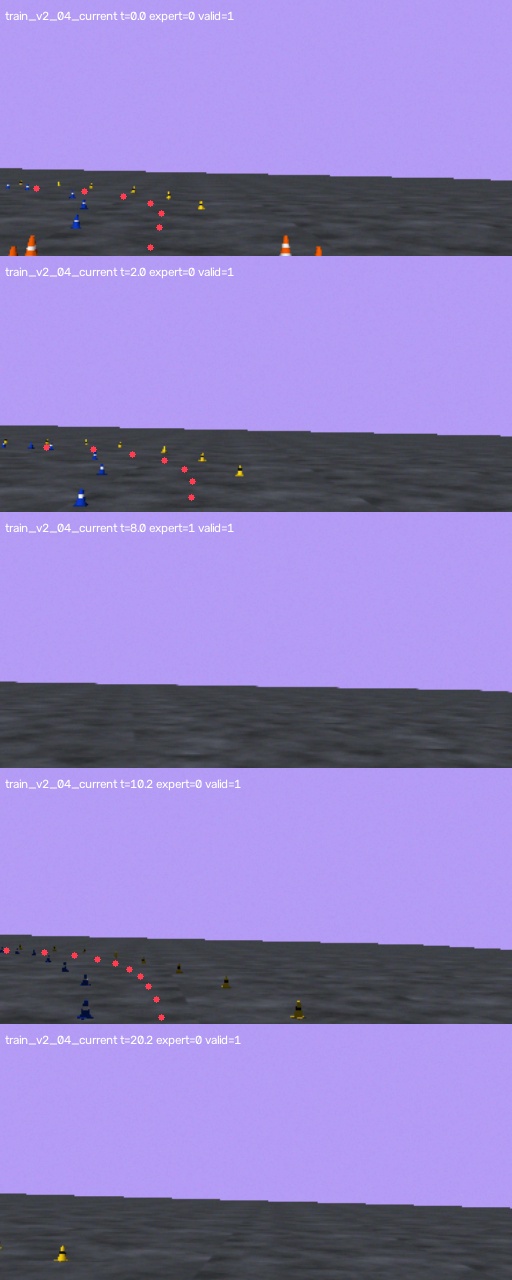 train_v2_04_current t=0.0 expert=0 valid=1
train_v2_04_current t=2.0 expert=0 valid=1
train_v2_04_current t=8.0 expert=1 valid=1
train_v2_04_current t=10.2 expert=0 valid=1
train_v2_04_current t=20.2 expert=0 valid=1